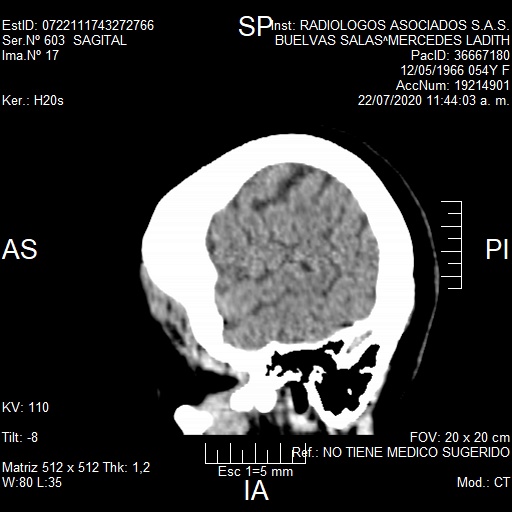 EstID: 0722111743272766
Ser.Nº 603 SAGITAL
Ima.Nº 17
Ker.: H20s
SP
Inst: RADIOLOGOS ASOCIADOS S.A.S.
BUELVAS SALAS^MERCEDES LADITH
PacID: 36667180
12/05/1966 054Y F
AccNum: 19214901
22/07/2020 11:44:03 a. m.
AS
PI
KV: 110
Tilt: -8
Matriz 512 x 512 Thk: 1,2
W:80 L:35
Esc 1=5 mm
IA
FOV: 20 x 20 cm
Ref.: NO TIENE MEDICO SUGERIDO
Mod.: CT